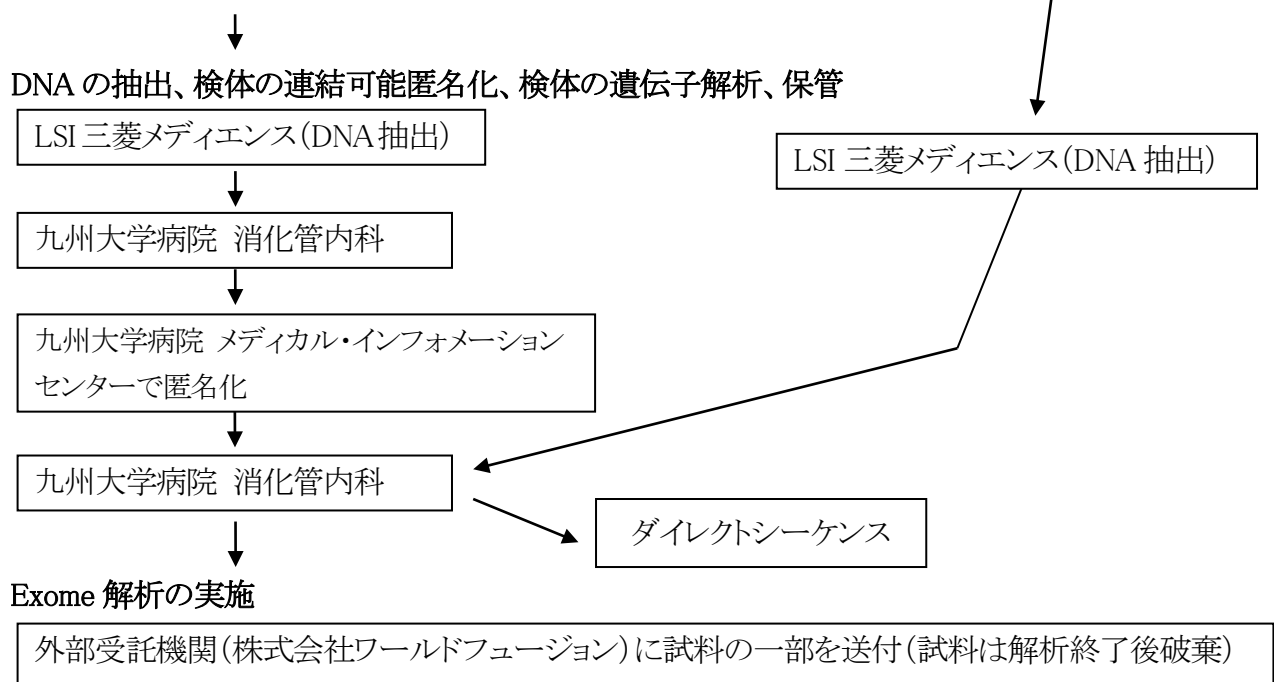 DNA の抽出、検体の連結可能匿名化、検体の遺伝子解析、保管
LSI 三菱メディエンス(DNA 抽出)
LSI 三菱メディエンス(DNA 抽出)
九州大学病院 消化管内科
九州大学病院 メディカル・インフォメーション
センターで匿名化
九州大学病院 消化管内科
ダイレクトシーケンス
Exome 解析の実施
外部受託機関(株式会社ワールドフュージョン)に試料の一部を送付(試料は解析終了後破棄)